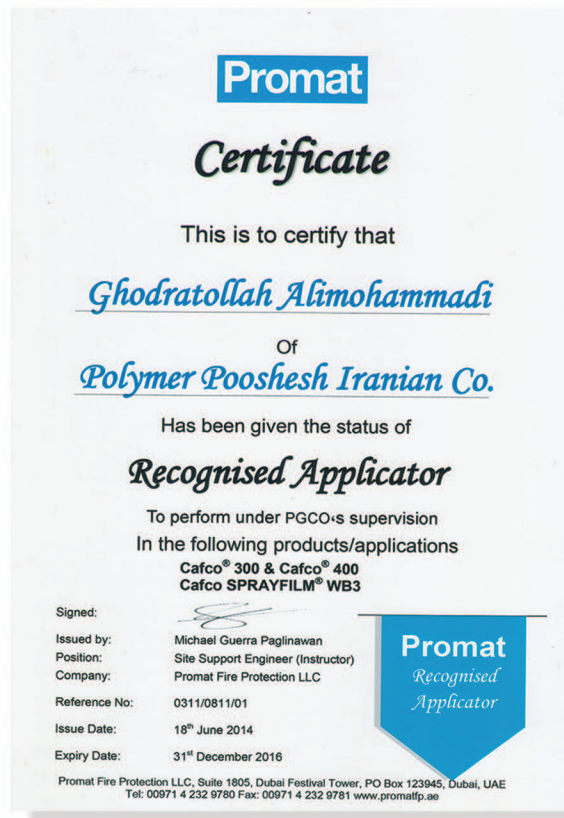 Promat
Certificate
This is to certify that
Ghodratollah Alimohammadi
Of
Polymer Pooshesh Iranian Co.
Has been given the status of
Recognised Applicator
To perform under PGCO‹s supervision
In the following products/applications
Cafco® 300 & Cafco® 400
Cafco SPRAYFILM® WB3
Signed:
Issued by: Michael Guerra Paglinawan
Position: Site Support Engineer (Instructor)
Company: Promat Fire Protection LLC
Reference No: 0311/0811/01
Issue Date: 18th June 2014
Expiry Date: 31st December 2016
Promat
Recognised
Applicator
Promat Fire Protection LLC, Suite 1805, Dubai Festival Tower, PO Box 123945, Dubai, UAE
Tel: 00971 4 232 9780 Fax: 00971 4 232 9781 www.promatfp.ae